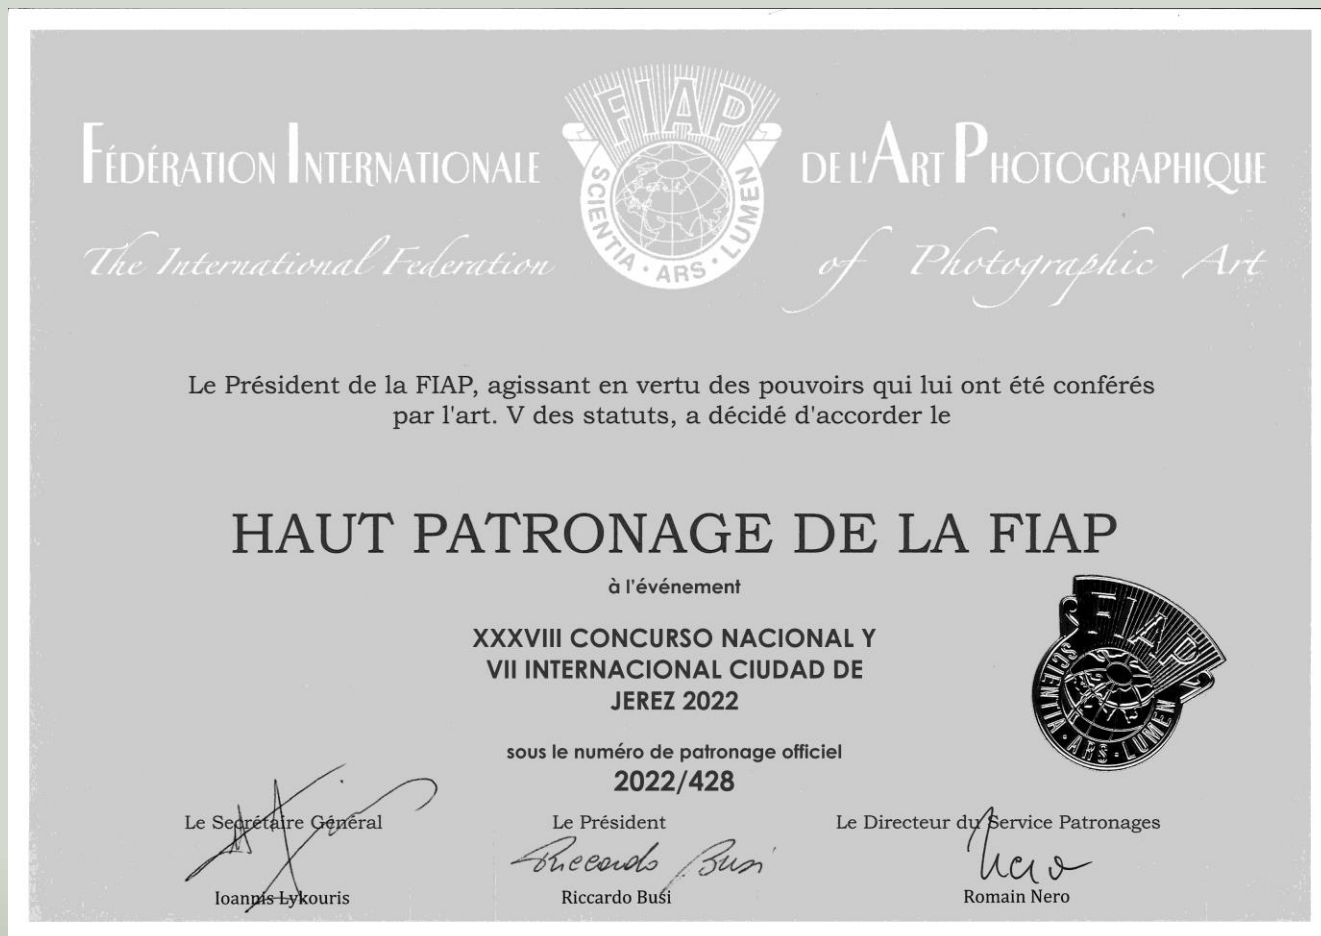 FÉDÉRATION INTERNATIONALE
FIAP
SCIENTIA · ARS · LUMEN
DE L'ART PHOTOGRAPHIQUE
The International Federation
of Photographic Art
Le Président de la FIAP, agissant en vertu des pouvoirs qui lui ont été conférés
par l'art. V des statuts, a décidé d'accorder le
HAUT PATRONAGE DE LA FIAP
à l'événement
XXXVIII CONCURSO NACIONAL Y
VII INTERNACIONAL CIUDAD DE
JEREZ 2022
FIAP
SCIENTIA · ARS · LUMEN
sous le numéro de patronage officiel
2022/428
Le Secrétaire Général
Ioannis Lykouris
Le Président
Riccardo Busi
Riccardo Busi
Le Directeur du Service Patronages
Nero
Romain Nero